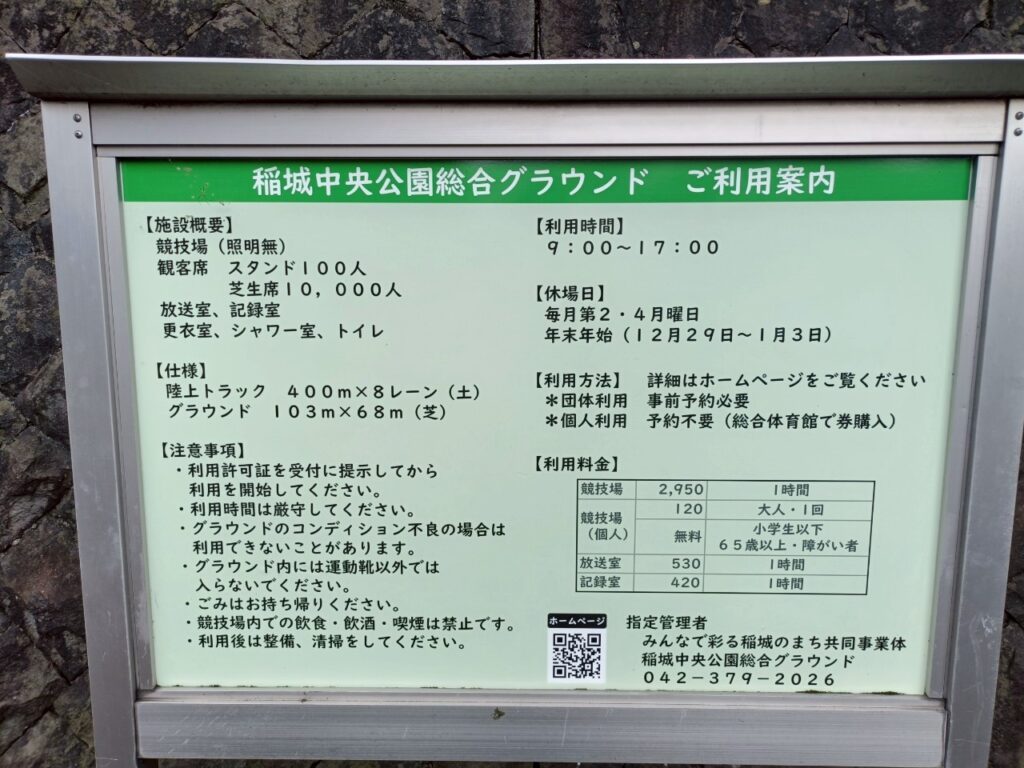 稲城中央公園総合グラウンド　ご利用案内
【施設概要】
競技場（照明無）
観客席　スタンド１００人
芝生席１０，０００人
放送室、記録室
更衣室、シャワー室、トイレ
【仕様】
陸上トラック　４００ｍ×８レーン（土）
グラウンド　１０３ｍ×６８ｍ（芝）
【注意事項】
・利用許可証を受付に提示してから
利用を開始してください。
・利用時間は厳守してください。
・グラウンドのコンディション不良の場合は
利用できないことがあります。
・グラウンド内には運動靴以外では
入らないでください。
・ごみはお持ち帰りください。
・競技場内での飲食・飲酒・喫煙は禁止です。
・利用後は整備、清掃をしてください。
【利用時間】
９：００～１７：００
【休場日】
毎月第２・４月曜日
年末年始（１２月２９日～１月３日）
【利用方法】　詳細はホームページをご覧ください
＊団体利用　事前予約必要
＊個人利用　予約不要（総合体育館で券購入）
【利用料金】
競技場　2,950　1時間
競技場（個人）　120　大人・1回
無料　小学生以下
６５歳以上・障がい者
放送室　530　1時間
記録室　420　1時間
ホームページ
指定管理者
みんなで彩る稲城のまち共同事業体
稲城中央公園総合グラウンド
０４２－３７９－２０２６